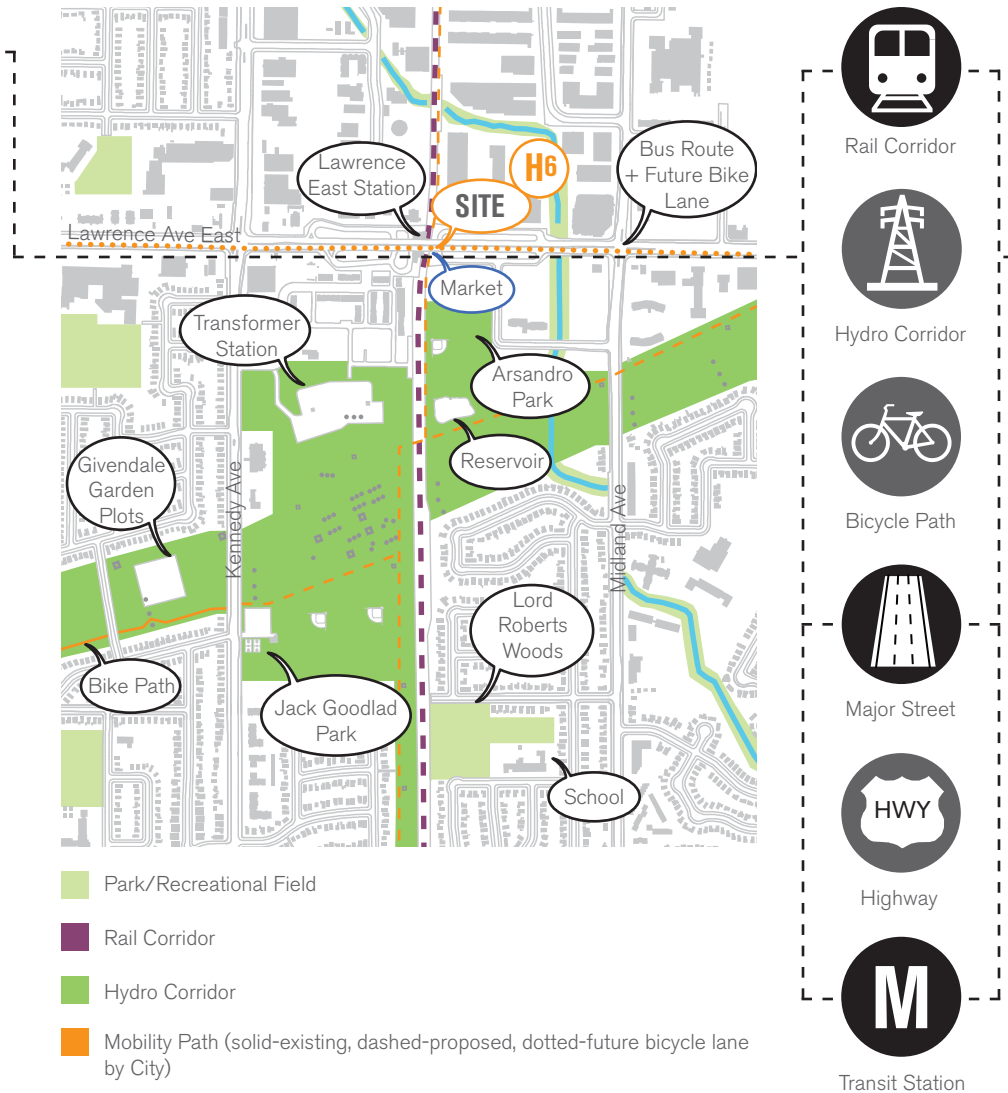 Lawrence
East Station
H6
SITE
Bus Route
+ Future Bike
Lane
Lawrence Ave East
Market
Transformer
Station
Arsandro
Park
Reservoir
Givendale
Garden
Plots
Kennedy Ave
Midland Ave
Lord
Roberts
Woods
Bike Path
Jack Goodlad
Park
School
Park/Recreational Field
Rail Corridor
Hydro Corridor
Mobility Path (solid-existing, dashed-proposed, dotted-future bicycle lane
by City)
Rail Corridor
Hydro Corridor
Bicycle Path
Major Street
HWY
Highway
M
Transit Station